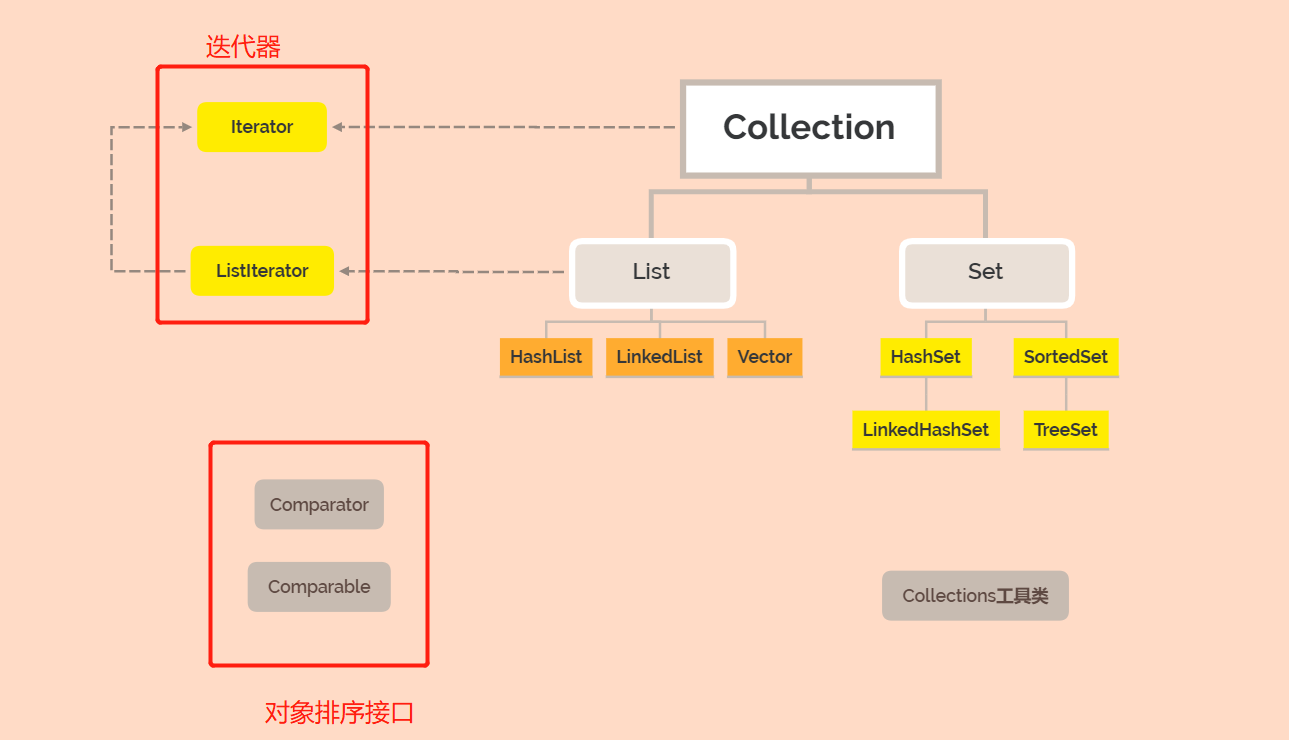 迭代器
Iterator
Collection
ListIterator
List
Set
HashList
LinkedList
Vector
HashSet
SortedSet
LinkedHashSet
TreeSet
Comparator
Comparable
Collections工具类
对象排序接口